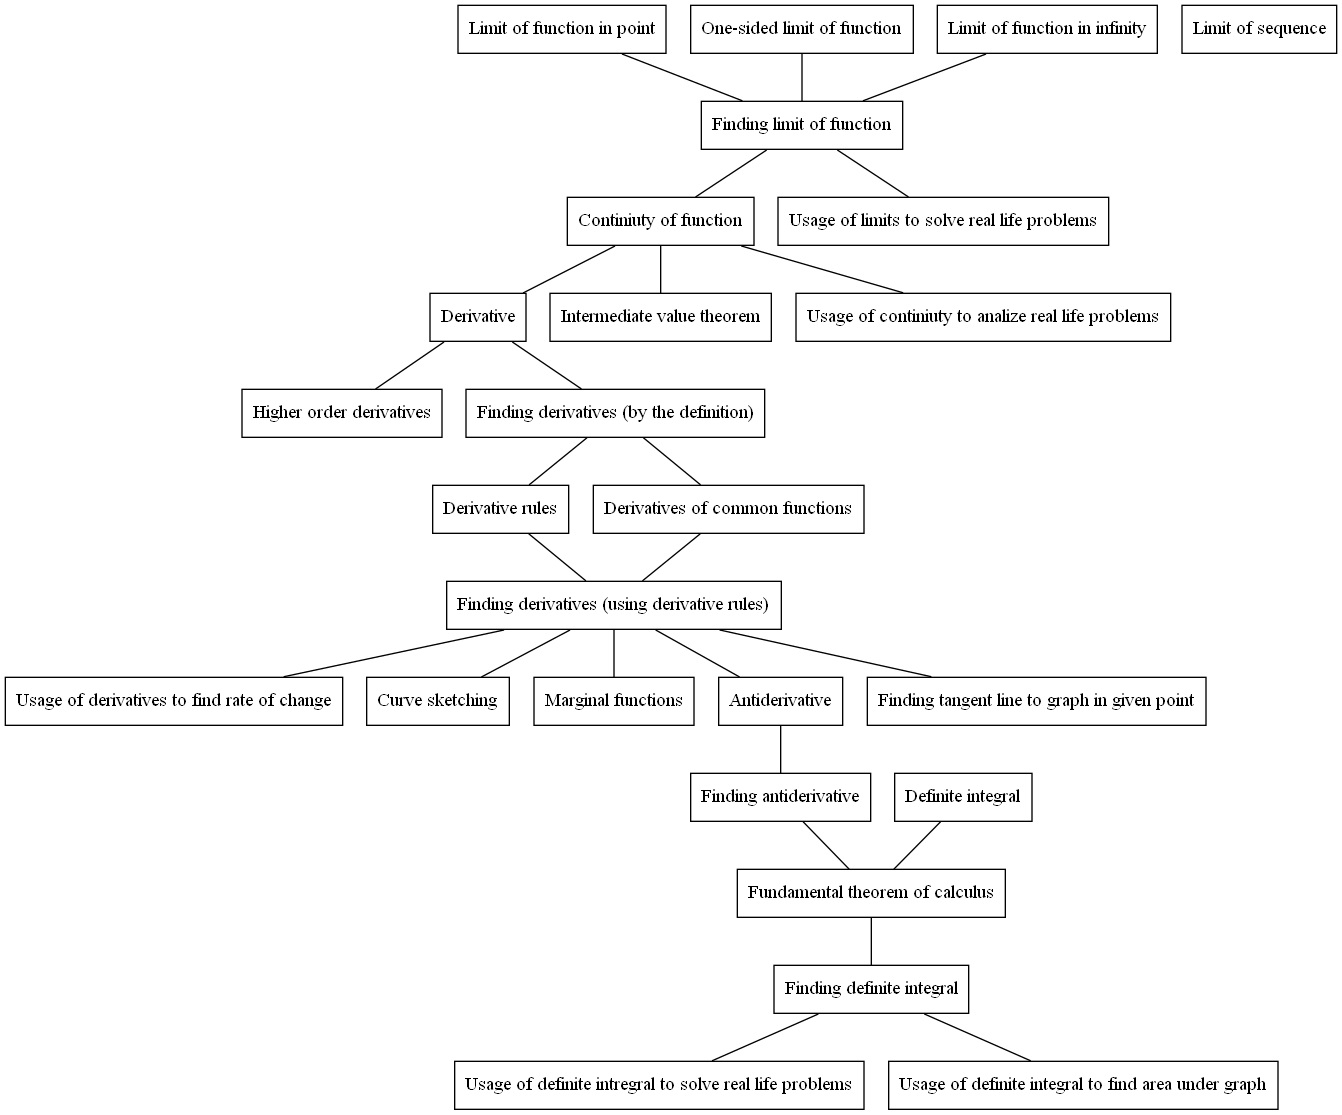 Limit of function in point
One-sided limit of function
Limit of function in infinity
Limit of sequence
Finding limit of function
Continiuty of function
Usage of limits to solve real life problems
Derivative
Intermediate value theorem
Usage of continiuty to analize real life problems
Higher order derivatives
Finding derivatives (by the definition)
Derivative rules
Derivatives of common functions
Finding derivatives (using derivative rules)
Usage of derivatives to find rate of change
Curve sketching
Marginal functions
Antiderivative
Finding tangent line to graph in given point
Finding antiderivative
Definite integral
Fundamental theorem of calculus
Finding definite integral
Usage of definite intregral to solve real life problems
Usage of definite integral to find area under graph